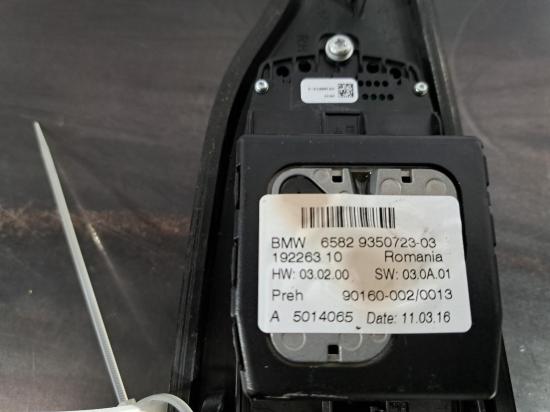 BMW 6582 9350723-03
192263 10 Romania
HW: 03.02.00 SW: 03.0A.01
Preh 90160-002/0013
A 5014065 Date: 11.03.16